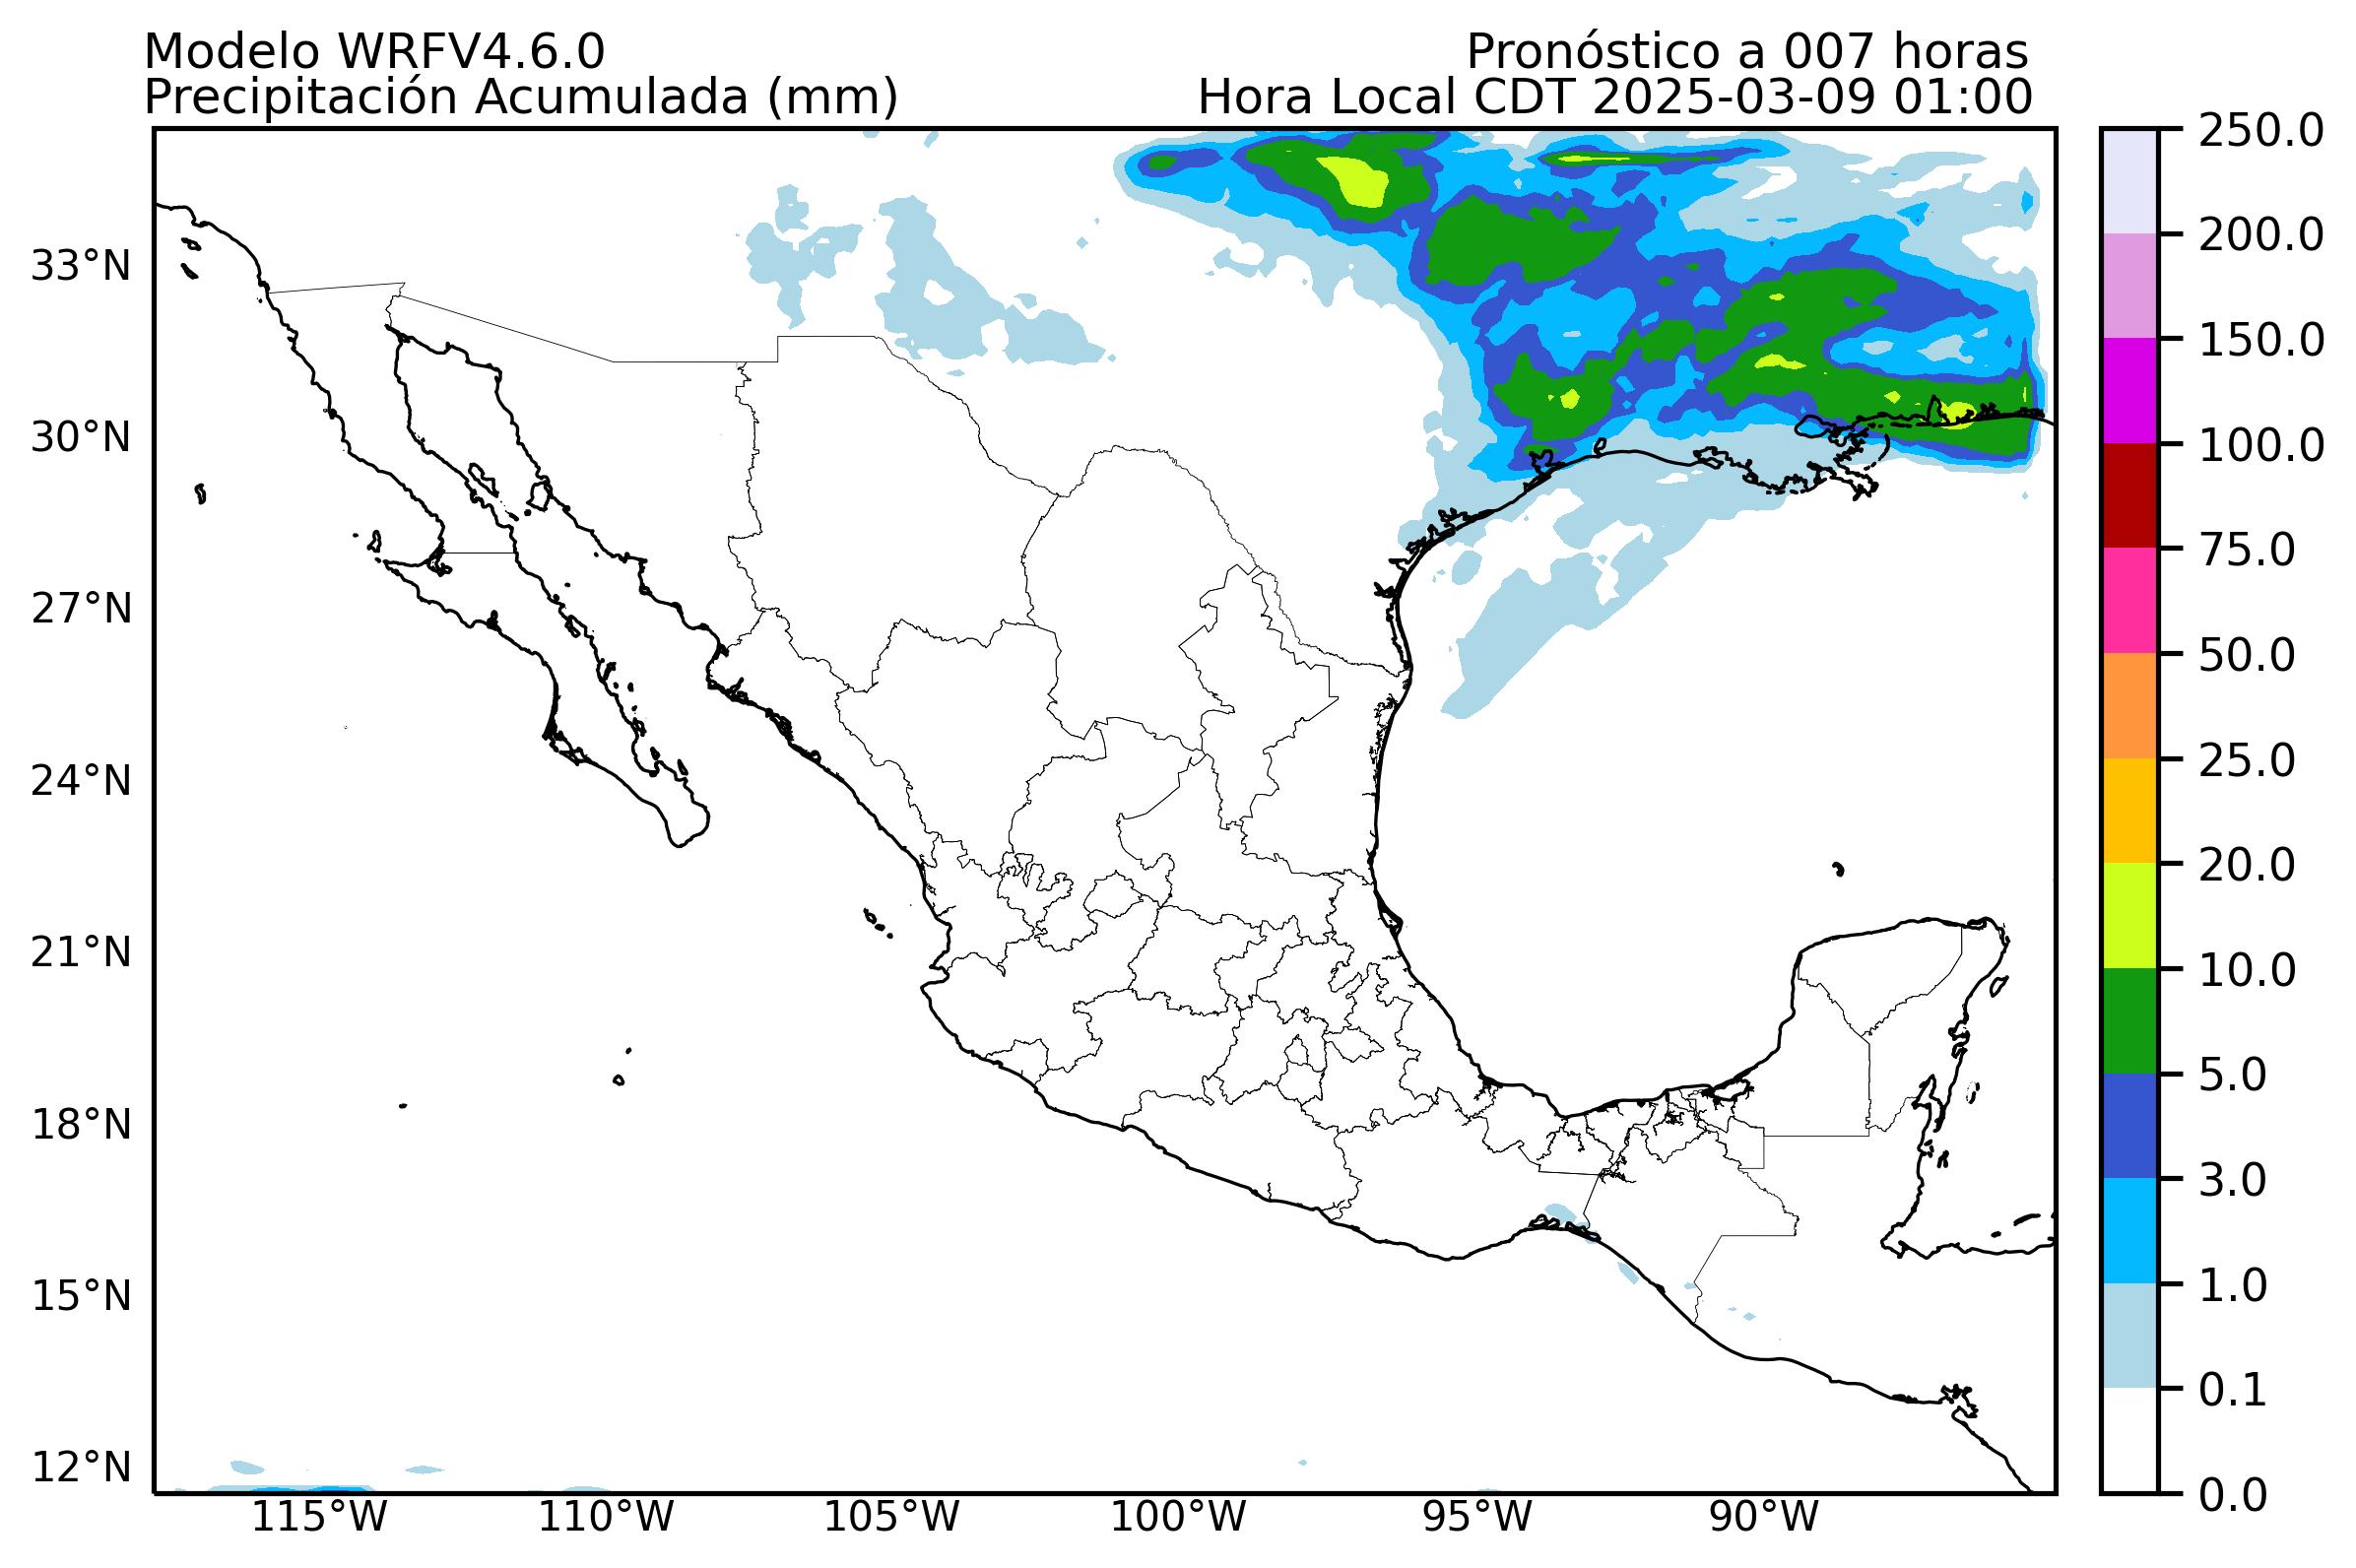 Modelo WRFV4.6.0
Pronóstico a 007 horas
Precipitación Acumulada (mm)
Hora Local CDT 2025-03-09 01:00
33°N
30°N
27°N
24°N
21°N
18°N
15°N
12°N
115°W
110°W
105°W
100°W
95°W
90°W
250.0
200.0
150.0
100.0
75.0
50.0
25.0
20.0
10.0
5.0
3.0
1.0
0.1
0.0